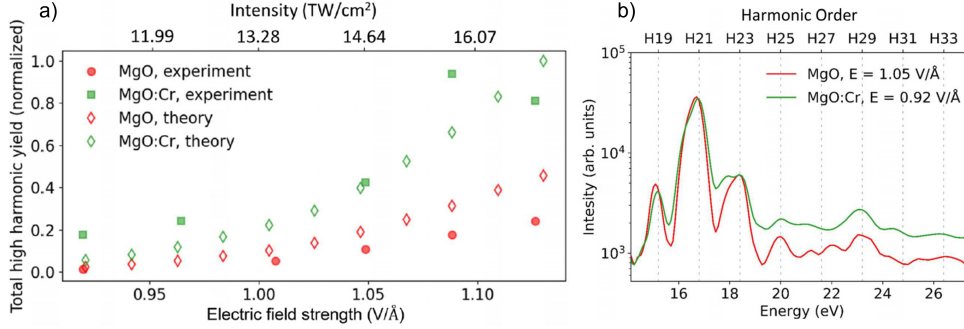 a)
Intensity (TW/cm²)
11.99 13.28 14.64 16.07
Total high harmonic yield (normalized)
1.0
0.8
0.6
0.4
0.2
0.0
MgO, experiment
MgO:Cr, experiment
MgO, theory
MgO:Cr, theory
0.95 1.00 1.05 1.10
Electric field strength (V/Å)
b)
Harmonic Order
H19 H21 H23 H25 H27 H29 H31 H33
Intesity (arb. units)
10⁵
10⁴
10³
MgO, E = 1.05 V/Å
MgO:Cr, E = 0.92 V/Å
16 18 20 22 24 26
Energy (eV)